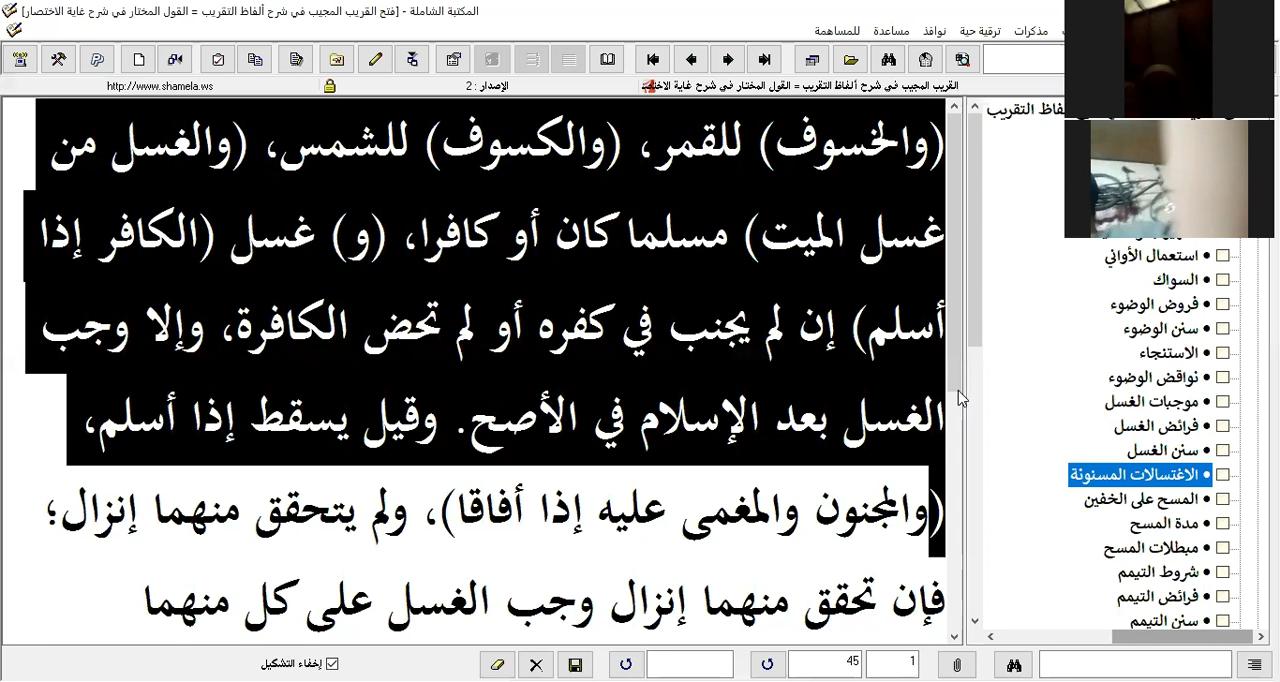 المكتبة الشاملة - [فتح القريب المجيب في شرح ألفاظ التقريب = القول المختار في شرح غاية الاختصار]
مذكرات ترقية حية نوافذ مساعدة للمساهمة
القريب المجيب في شرح ألفاظ التقريب = القول المختار في شرح غاية الاختصـ
الإصدار : 2
http://www.shamela.ws
(والخسوف) للقمر، (والكسوف) للشمس، (والغسل من
غسل الميت) مسلما كان أو كافرا، (و) غسل (الكافر إذا
أسلم) إن لم يجنب في كفره أو لم تحض الكافرة، وإلا وجب
الغسل بعد الإسلام في الأصح. وقيل يسقط إذا أسلم،
(والمجنون والمغمى عليه إذا أفاقا)، ولم يتحقق منهما إنزال؛
فإن تحقق منهما إنزال وجب الغسل على كل منهما
فاظ التقريب
استعمال الأواني
السواك
فروض الوضوء
سنن الوضوء
الاستنجاء
نواقض الوضوء
موجبات الغسل
فرائض الغسل
سنن الغسل
الاغتسالات المسنونة
المسح على الخفين
مدة المسح
مبطلات المسح
شروط التيمم
فرائض التيمم
سنن التيمم
1
45
إخفاء التشكيل